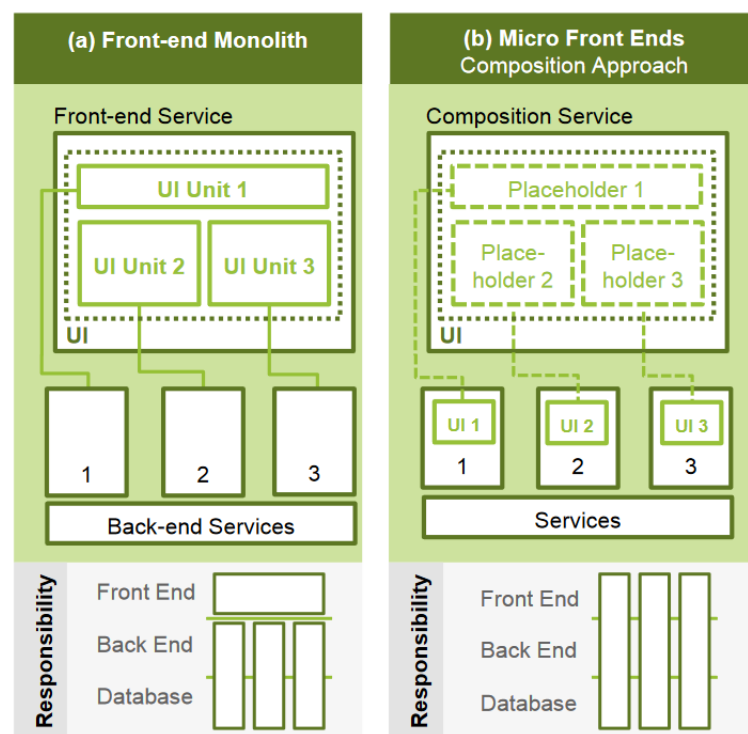 (a) Front-end Monolith
Front-end Service
UI Unit 1
UI Unit 2
UI Unit 3
UI
1
2
3
Back-end Services
Responsibility
Front End
Back End
Database
(b) Micro Front Ends
Composition Approach
Composition Service
Placeholder 1
Place-
holder 2
Place-
holder 3
UI
UI 1
UI 2
UI 3
1
2
3
Services
Responsibility
Front End
Back End
Database